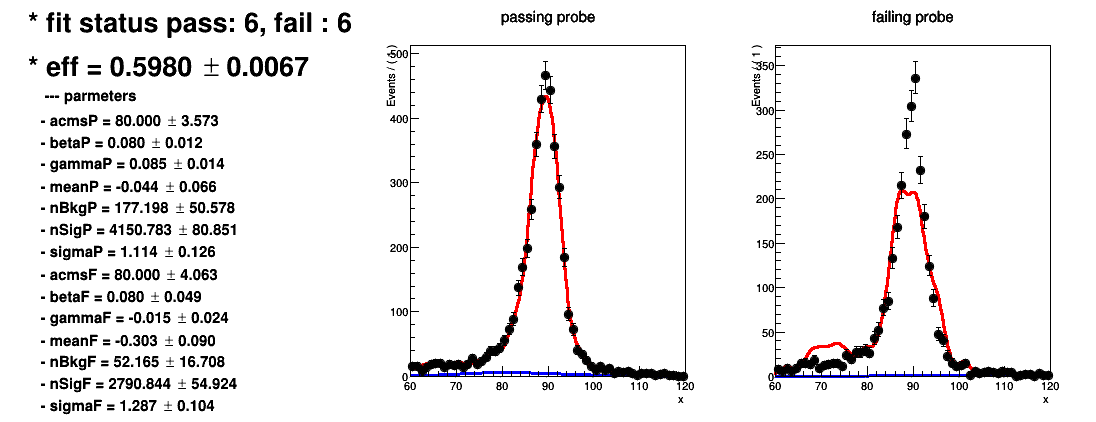 * fit status pass: 6, fail : 6
* eff = 0.5980 ± 0.0067
--- parmeters
- acmsP = 80.000 ± 3.573
- betaP = 0.080 ± 0.012
- gammaP = 0.085 ± 0.014
- meanP = -0.044 ± 0.066
- nBkgP = 177.198 ± 50.578
- nSigP = 4150.783 ± 80.851
- sigmaP = 1.114 ± 0.126
- acmsF = 80.000 ± 4.063
- betaF = 0.080 ± 0.049
- gammaF = -0.015 ± 0.024
- meanF = -0.303 ± 0.090
- nBkgF = 52.165 ± 16.708
- nSigF = 2790.844 ± 54.924
- sigmaF = 1.287 ± 0.104
passing probe
Events / ( 1 )
500
400
300
200
100
0
60 70 80 90 100 110 120
x
failing probe
Events / ( 1 )
350
300
250
200
150
100
50
0
60 70 80 90 100 110 120
x